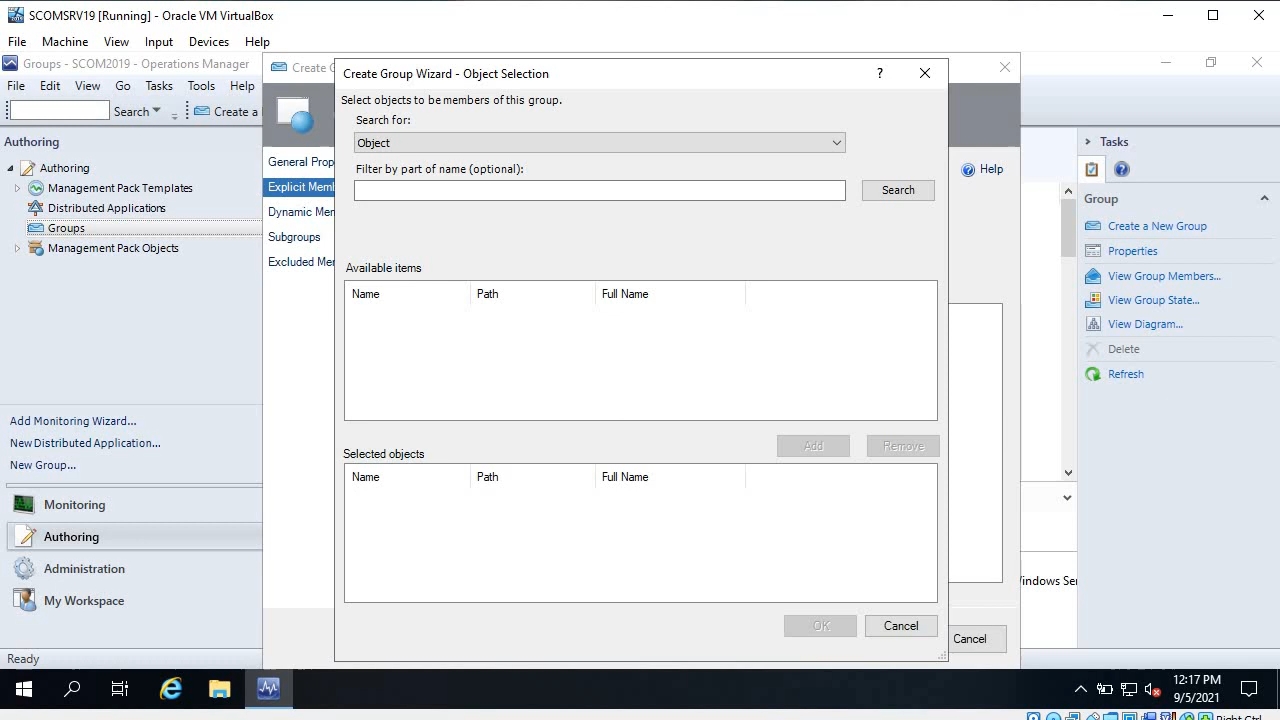 SCOMSRV19 [Running] - Oracle VM VirtualBox
File Machine View Input Devices Help
Groups - SCOM2019 - Operations Manager
File Edit View Go Tasks Tools Help
Search
Create a
Authoring
Authoring
Management Pack Templates
Distributed Applications
Groups
Management Pack Objects
Add Monitoring Wizard...
New Distributed Application...
New Group...
Monitoring
Authoring
Administration
My Workspace
Ready
Create G
General Prop
Explicit Meml
Dynamic Mem
Subgroups
Excluded Mem
Help
Cancel
Create Group Wizard - Object Selection
?
Select objects to be members of this group.
Search for:
Object
Filter by part of name (optional):
Search
Available items
Name Path Full Name
Add Remove
Selected objects
Name Path Full Name
OK Cancel
Windows Ser
Tasks
Group
Create a New Group
Properties
View Group Members...
View Group State...
View Diagram...
Delete
Refresh
12:17 PM
9/5/2021
Right Ctrl